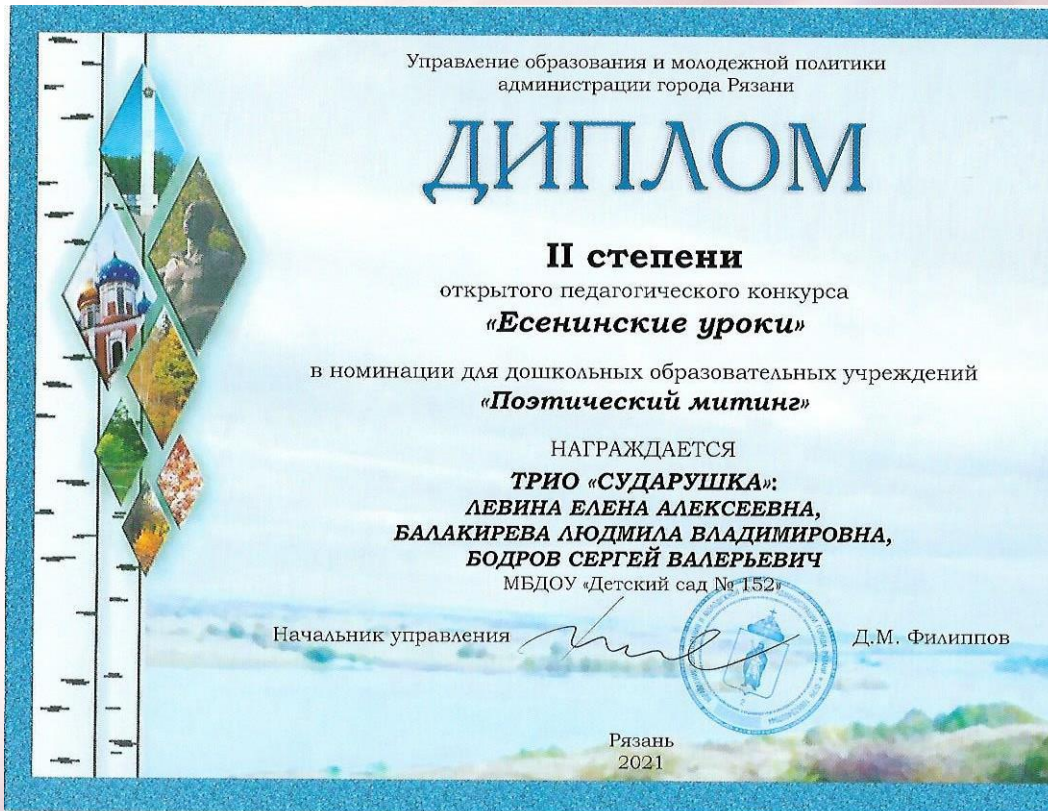 Управление образования и молодежной политики
администрации города Рязани
ДИПЛОМ
II степени
открытого педагогического конкурса
«Есенинские уроки»
в номинации для дошкольных образовательных учреждений
«Поэтический митинг»
НАГРАЖДАЕТСЯ
ТРИО «СУДАРУШКА»:
ЛЕВИНА ЕЛЕНА АЛЕКСЕЕВНА,
БАЛАКИРЕВА ЛЮДМИЛА ВЛАДИМИРОВНА,
БОДРОВ СЕРГЕЙ ВАЛЕРЬЕВИЧ
МБДОУ «Детский сад № 152»
Начальник управления
Д.М. Филиппов
Рязань
2021